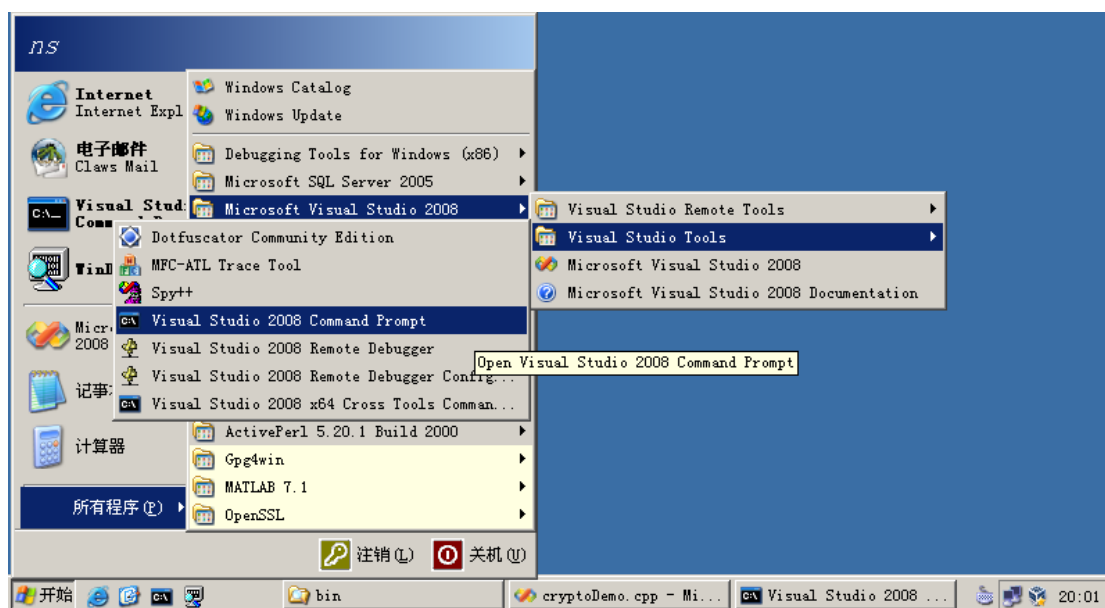 ns
Internet
Internet Expl
电子邮件
Claws Mail
Visual Stud
WinD
Micr
2008
记事
计算器
所有程序(P)
Windows Catalog
Windows Update
Debugging Tools for Windows (x86)
Microsoft SQL Server 2005
Microsoft Visual Studio 2008
ActivePerl 5.20.1 Build 2000
Gpg4win
MATLAB 7.1
OpenSSL
Dotfuscator Community Edition
MFC-ATL Trace Tool
Spy++
Visual Studio 2008 Command Prompt
Visual Studio 2008 Remote Debugger
Visual Studio 2008 Remote Debugger Config...
Visual Studio 2008 x64 Cross Tools Comman...
Visual Studio Remote Tools
Visual Studio Tools
Microsoft Visual Studio 2008
Microsoft Visual Studio 2008 Documentation
Open Visual Studio 2008 Command Prompt
注销(L)
关机(U)
开始
bin
cryptoDemo.cpp - Mi...
Visual Studio 2008 ...
20:01